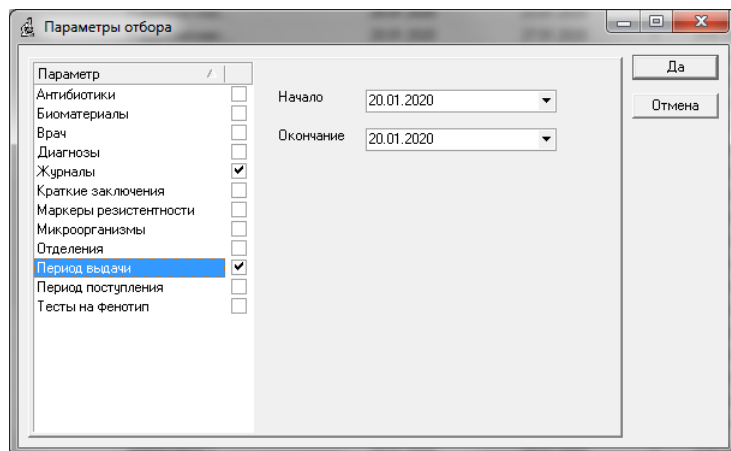 Параметры отбора
Параметр
Антибиотики
Биоматериалы
Врач
Диагнозы
Журналы
Краткие заключения
Маркеры резистентности
Микроорганизмы
Отделения
Период выдачи
Период поступления
Тесты на фенотип
Начало 20.01.2020
Окончание 20.01.2020
Да
Отмена